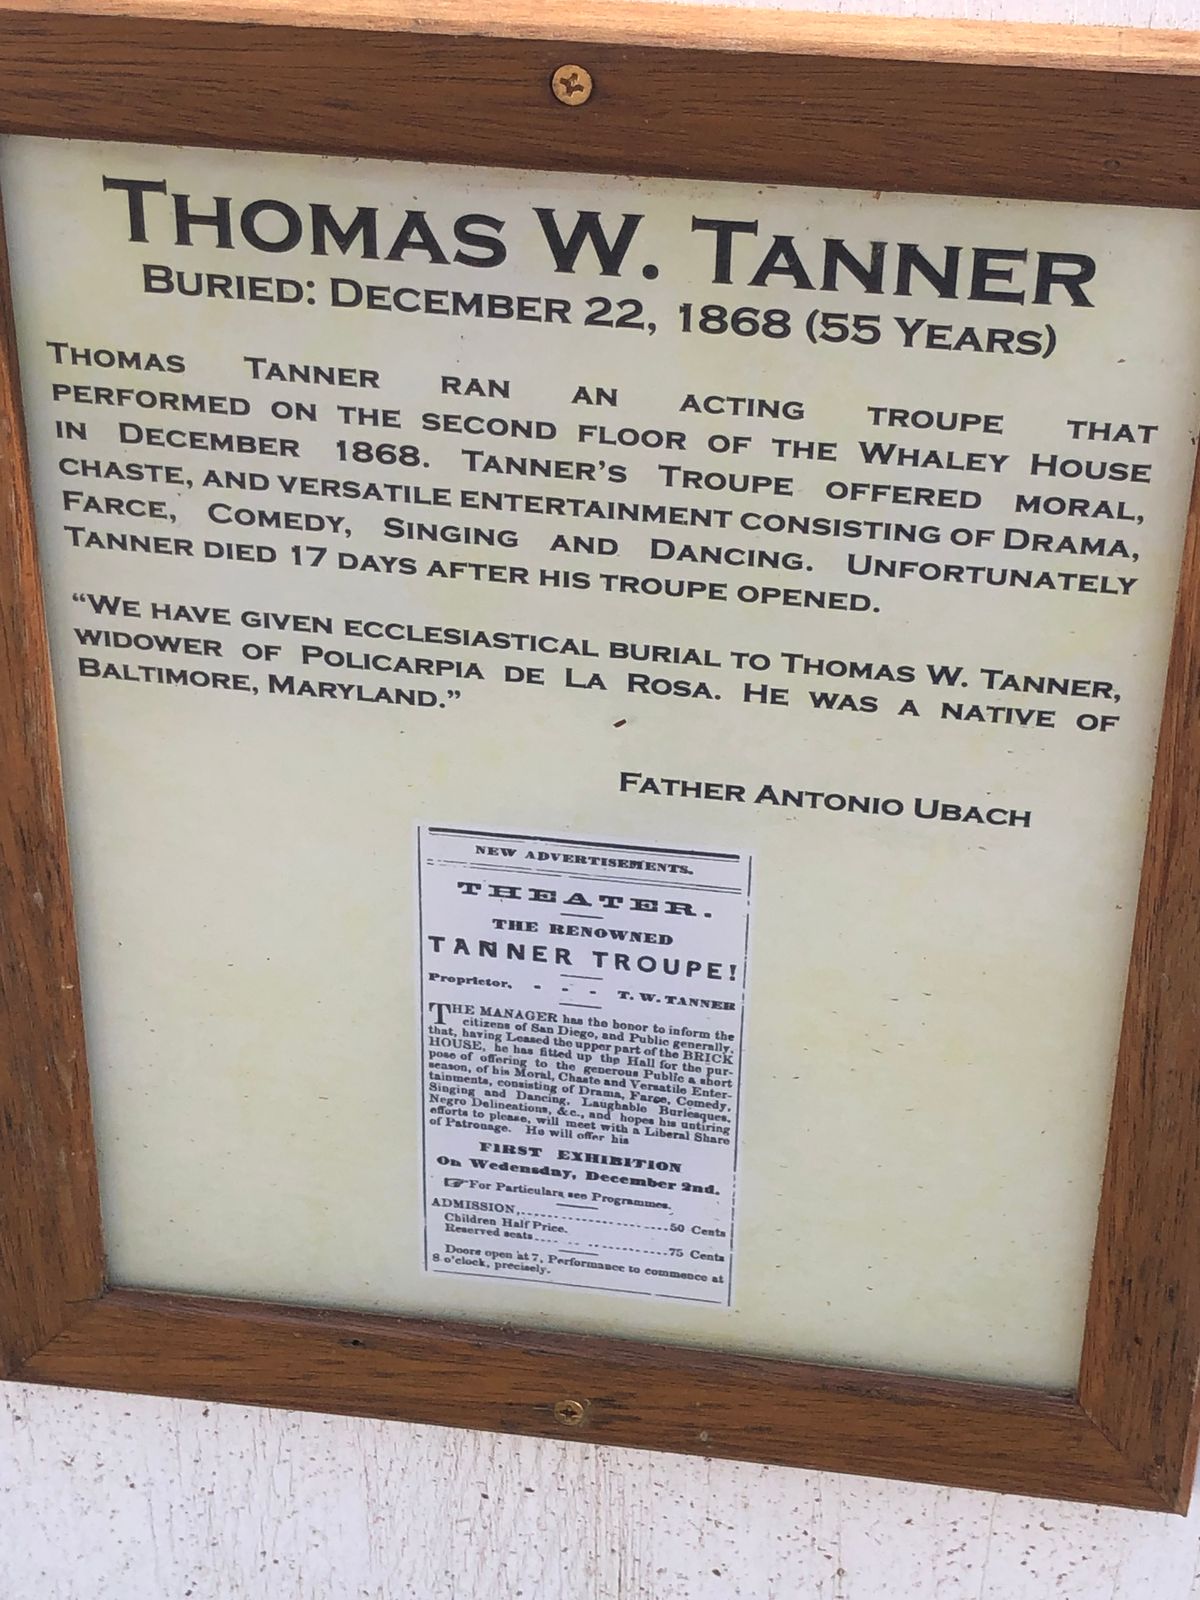 THOMAS W. TANNER
BURIED: DECEMBER 22, 1868 (55 YEARS)
THOMAS TANNER RAN AN ACTING TROUPE THAT
PERFORMED ON THE SECOND FLOOR OF THE WHALEY HOUSE
IN DECEMBER 1868. TANNER'S TROUPE OFFERED MORAL,
CHASTE, AND VERSATILE ENTERTAINMENT CONSISTING OF DRAMA,
FARCE, COMEDY, SINGING AND DANCING. UNFORTUNATELY
TANNER DIED 17 DAYS AFTER HIS TROUPE OPENED.
"WE HAVE GIVEN ECCLESIASTICAL BURIAL TO THOMAS W. TANNER,
WIDOWER OF POLICARPIA DE LA ROSA. HE WAS A NATIVE OF
BALTIMORE, MARYLAND."
FATHER ANTONIO UBACH
NEW ADVERTISEMENTS.
THEATER.
THE RENOWNED
TANNER TROUPE!
Proprietor, - - - T. W. TANNER
THE MANAGER has the honor to inform the
citizens of San Diego, and Public generally,
that, having Leased the upper part of the BRICK
HOUSE, he has fitted up the Hall for the pur-
pose of offering to the generous Public a short
season, of his Moral, Chaste and Versatile Enter-
tainments, consisting of Drama, Farce, Comedy,
Singing and Dancing, Laughable Burlesques,
Negro Delineations, &c., and hopes his untiring
efforts to please, will meet with a Liberal Share
of Patronage. He will offer his
FIRST EXHIBITION
On Wedensday, December 2nd.
☞For Particulars see Programmes.
ADMISSION,........................50 Cents
Children Half Price.
Reserved seats........................75 Cents
Doors open at 7, Performance to commence at
8 o'clock, precisely.